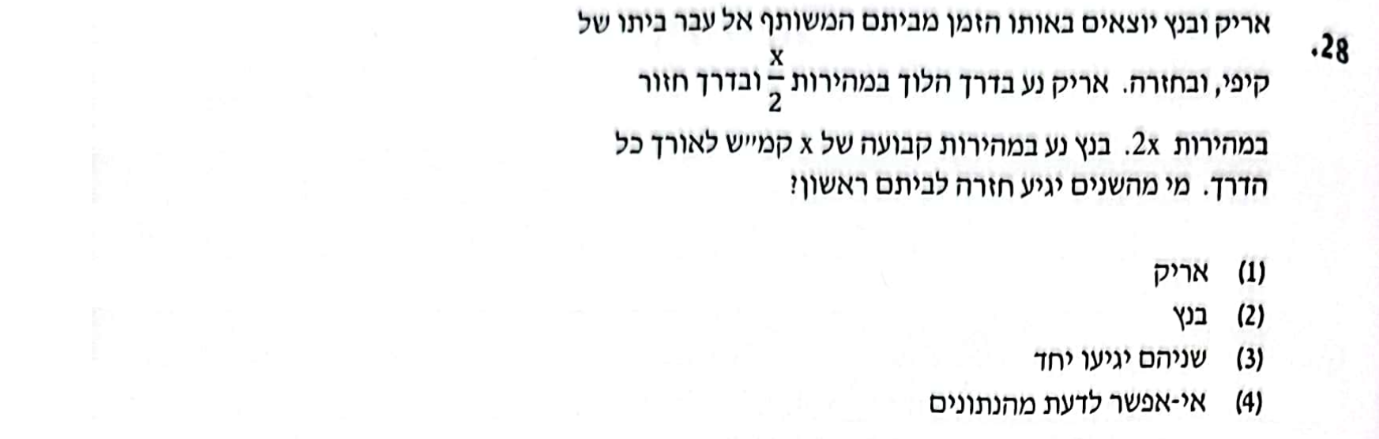 28. אריק ובנץ יוצאים באותו הזמן מביתם המשותף אל עבר ביתו של
קיפי, ובחזרה. אריק נע בדרך הלוך במהירות x/2 ובדרך חזור
במהירות 2x. בנץ נע במהירות קבועה של x קמ"ש לאורך כל
הדרך. מי מהשנים יגיע חזרה לביתם ראשון?
(1) אריק
(2) בנץ
(3) שניהם יגיעו יחד
(4) אי-אפשר לדעת מהנתונים